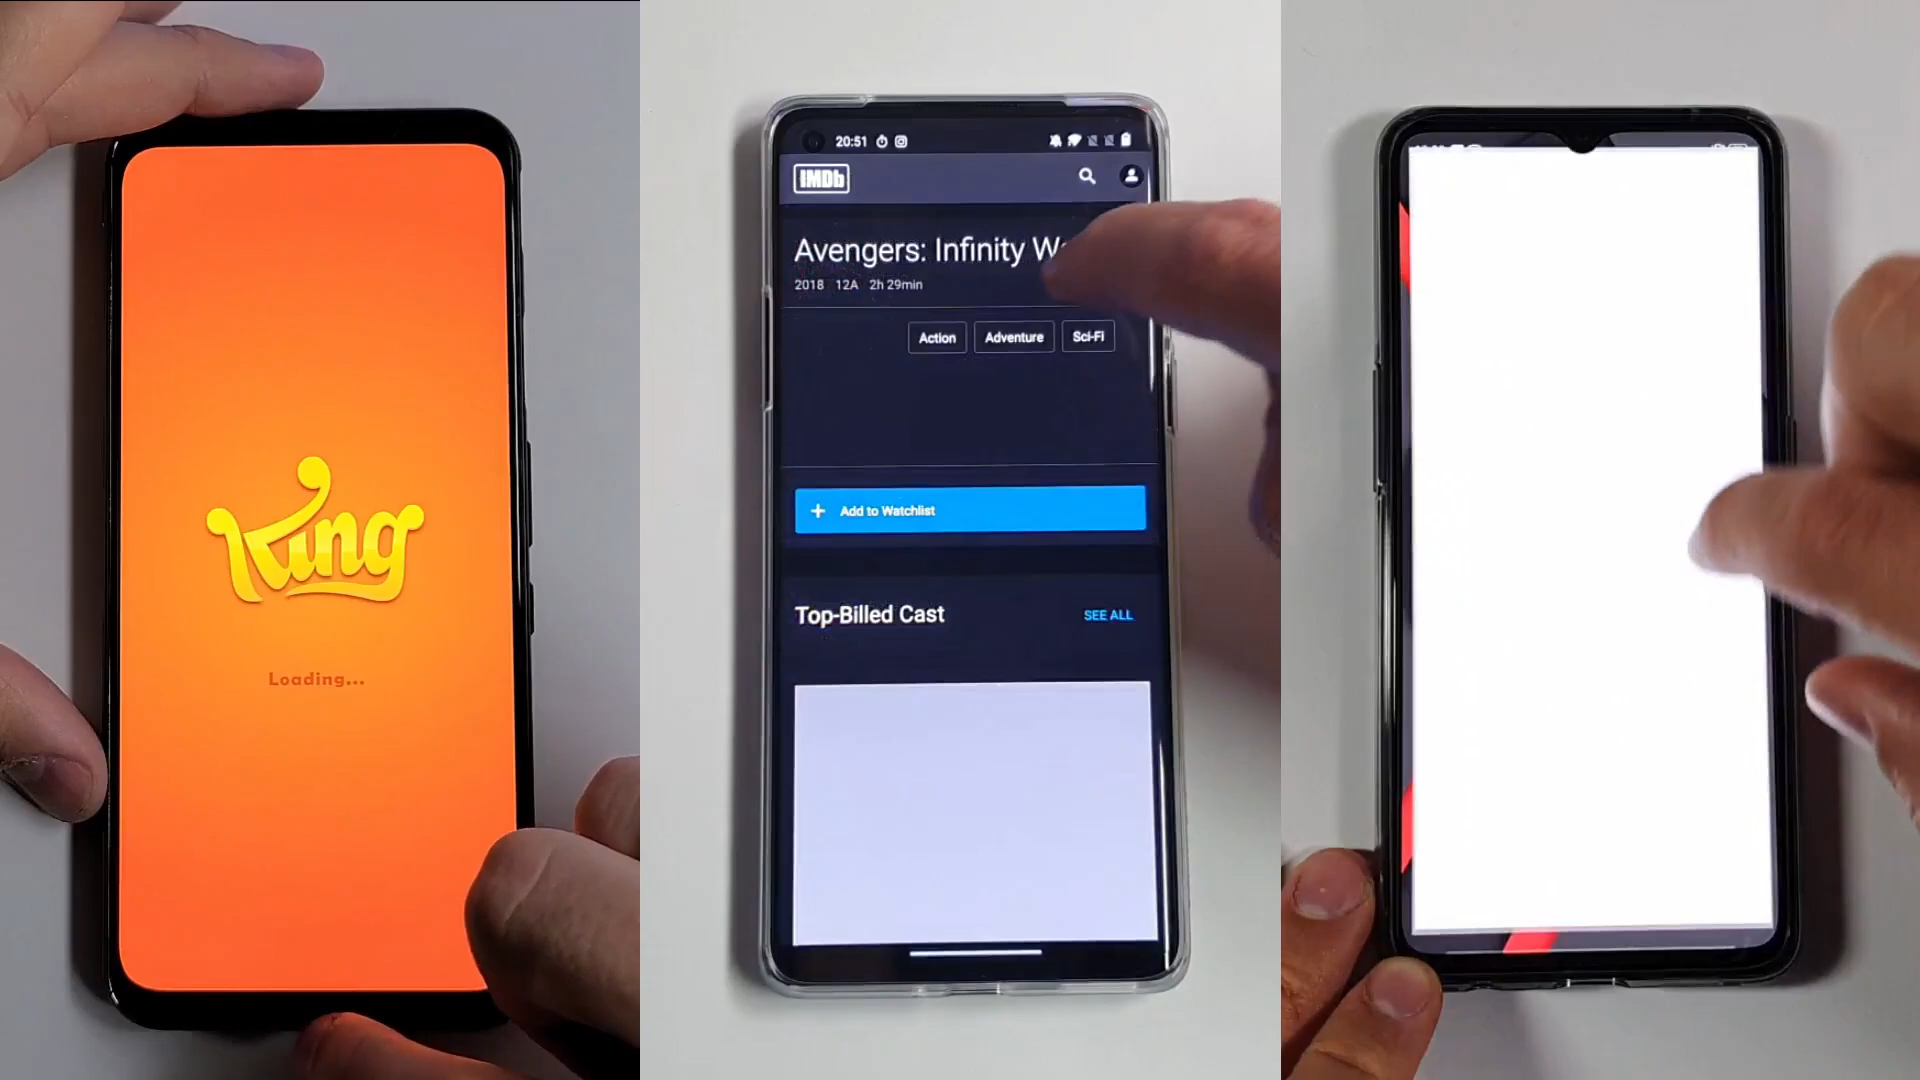 King
Loading...
20:51
IMDb
Avengers: Infinity W
2018 12A 2h 29min
Action Adventure Sci-Fi
+ Add to Watchlist
Top-Billed Cast SEE ALL